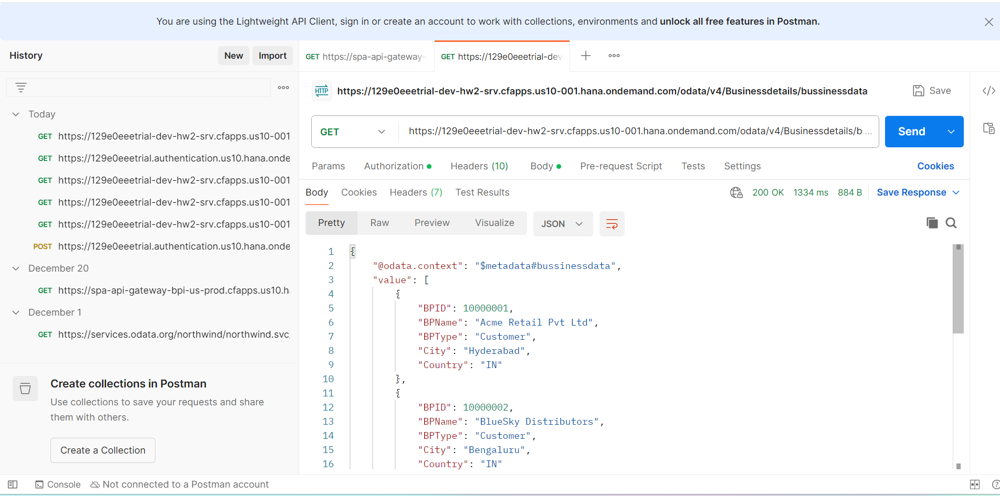 You are using the Lightweight API Client, sign in or create an account to work with collections, environments and unlock all free features in Postman.
History
New
Import
Today
GET https://129e0eeetrial-dev-hw2-srv.cfapps.us10-001
GET https://129e0eeetrial.authentication.us10.hana.onde
GET https://129e0eeetrial-dev-hw2-srv.cfapps.us10-001
GET https://129e0eeetrial-dev-hw2-srv.cfapps.us10-001
GET https://129e0eeetrial-dev-hw2-srv.cfapps.us10-001
POST https://129e0eeetrial.authentication.us10.hana.onde
December 20
GET https://spa-api-gateway-bpi-us-prod.cfapps.us10.h
December 1
GET https://services.odata.org/northwind/northwind.svc
Create collections in Postman
Use collections to save your requests and share
them with others.
Create a Collection
GET https://spa-api-gateway-
GET https://129e0eeetrial-dev
HTTP https://129e0eeetrial-dev-hw2-srv.cfapps.us10-001.hana.ondemand.com/odata/v4/Businessdetails/bussinessdata
Save
GET https://129e0eeetrial-dev-hw2-srv.cfapps.us10-001.hana.ondemand.com/odata/v4/Businessdetails/b ...
Send
Params Authorization Headers (10) Body Pre-request Script Tests Settings Cookies
Body Cookies Headers (7) Test Results 200 OK 1334 ms 884 B Save Response
Pretty Raw Preview Visualize JSON
1 {
2 "@odata.context": "$metadata#bussinessdata",
3 "value": [
4 {
5 "BPID": 10000001,
6 "BPName": "Acme Retail Pvt Ltd",
7 "BPType": "Customer",
8 "City": "Hyderabad",
9 "Country": "IN"
10 },
11 {
12 "BPID": 10000002,
13 "BPName": "BlueSky Distributors",
14 "BPType": "Customer",
15 "City": "Bengaluru",
16 "Country": "IN"
Console
Not connected to a Postman account